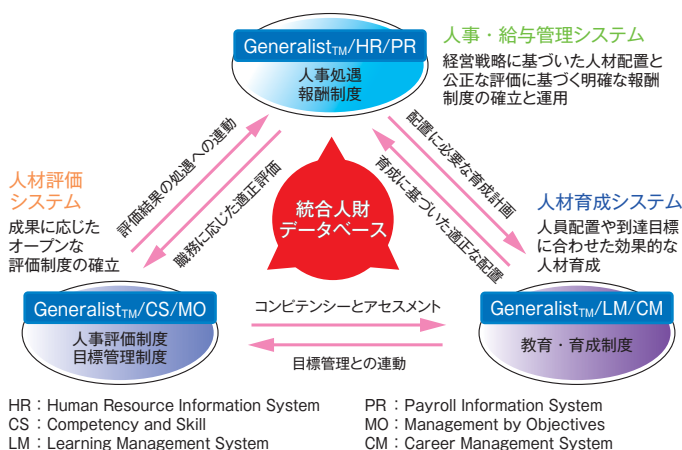 Generalist™/HR/PR
人事処遇
報酬制度
人事・給与管理システム
経営戦略に基づいた人材配置と
公正な評価に基づく明確な報酬
制度の確立と運用
評価結果の処遇への連動
職務に応じた適正評価
配置に必要な育成計画
育成に基づいた適正な配置
人材評価
システム
成果に応じた
オープンな
評価制度の確立
統合人財
データベース
人材育成システム
人員配置や到達目標
に合わせた効果的な
人材育成
Generalist™/CS/MO
人事評価制度
目標管理制度
コンピテンシーとアセスメント
目標管理との連動
Generalist™/LM/CM
教育・育成制度
HR：Human Resource Information System
PR：Payroll Information System
CS：Competency and Skill
MO：Management by Objectives
LM：Learning Management System
CM：Career Management System